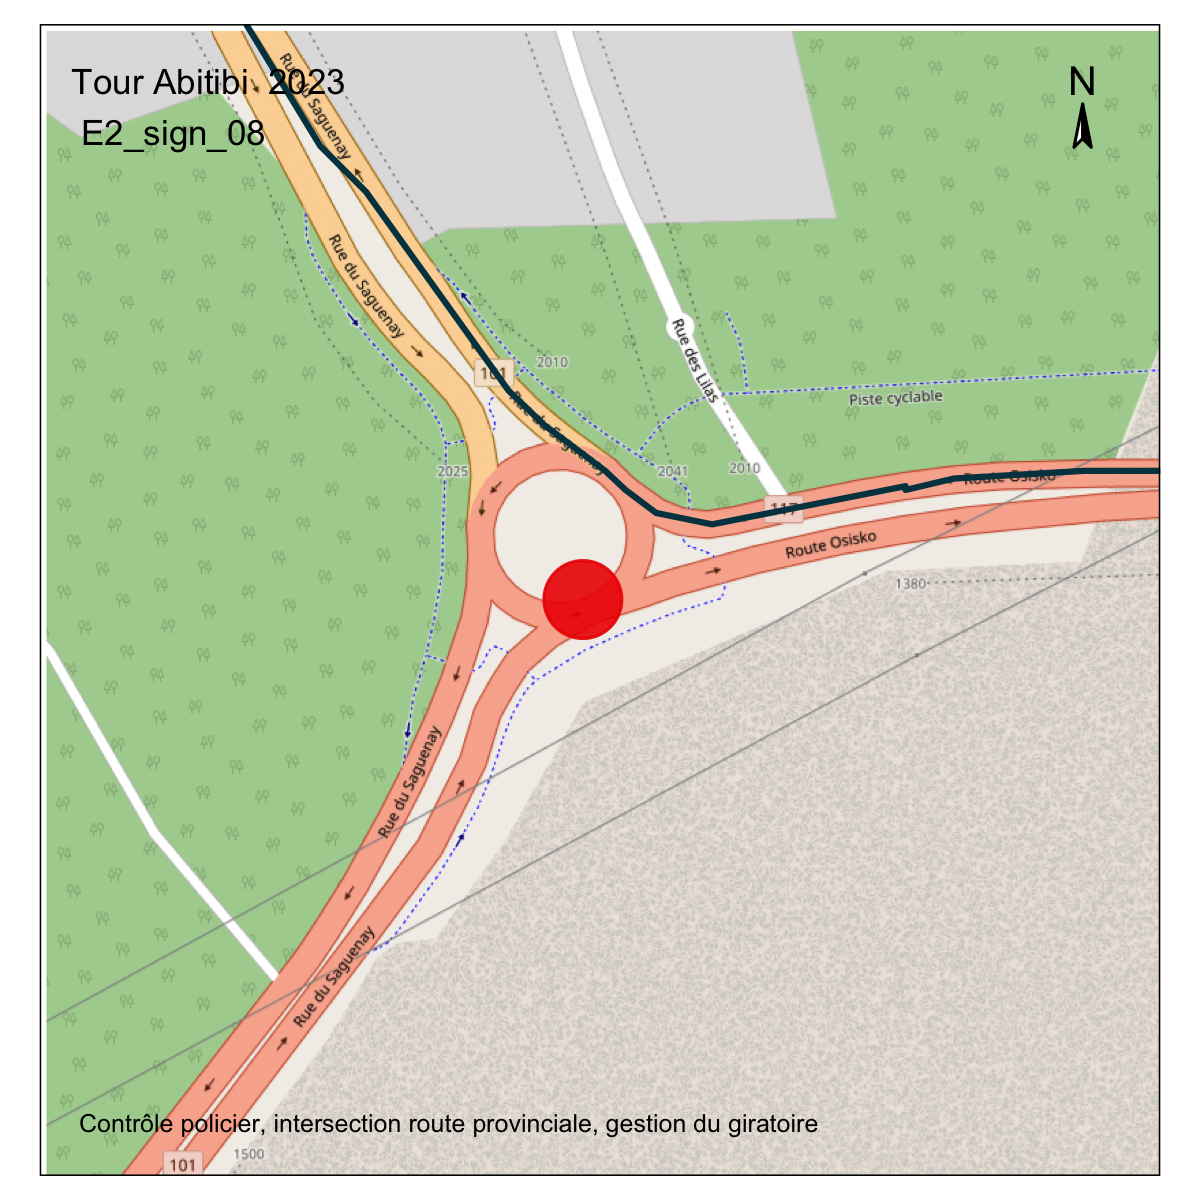 Tour Abitibi 2023
E2_sign_08
N
Rue du Saguenay
Rue du Saguenay
Rue des Lilas
101
2010
Rue du Saguenay
Piste cyclable
2025
2041
2010
117
Route Osisko
Route Osisko
1380
Rue du Saguenay
Rue du Saguenay
Contrôle policier, intersection route provinciale, gestion du giratoire
101
1500